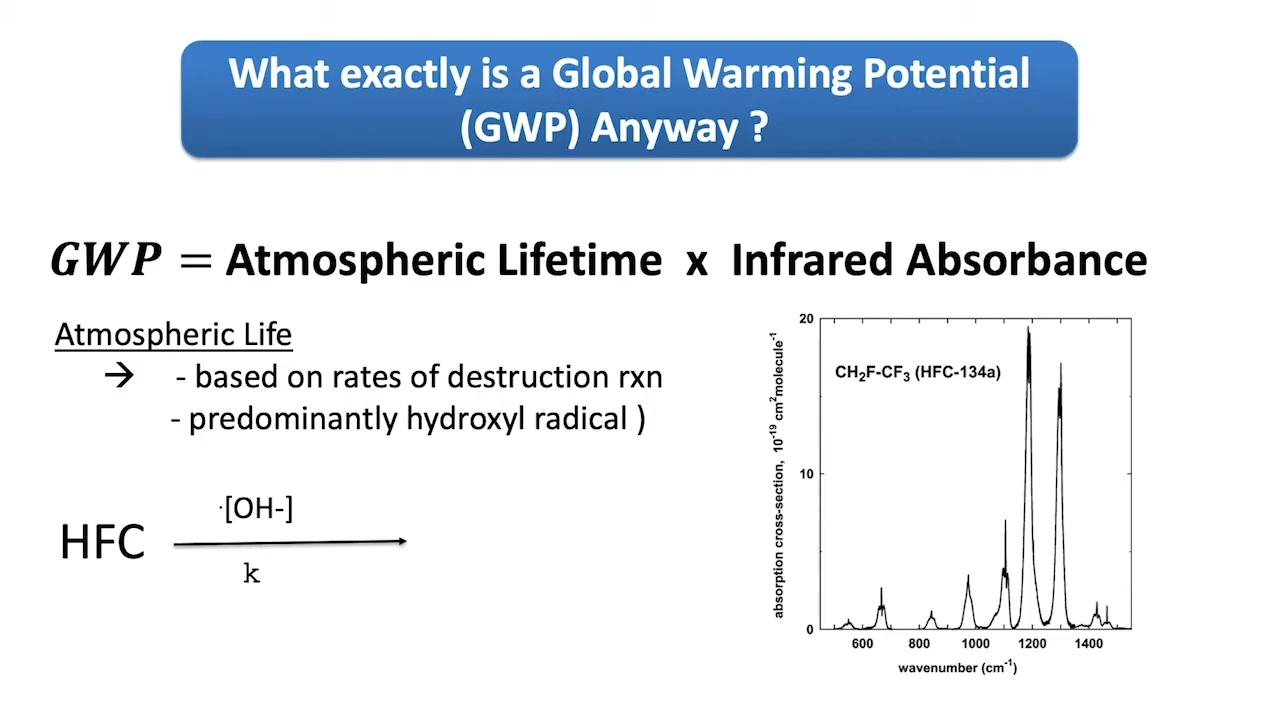 What exactly is a Global Warming Potential
(GWP) Anyway ?
GWP = Atmospheric Lifetime x Infrared Absorbance
Atmospheric Life
→ - based on rates of destruction rxn
- predominantly hydroxyl radical )
HFC
·[OH-]
k
20
10
0
absorption cross-section, 10⁻¹⁹ cm² molecule⁻¹
CH₂F-CF₃ (HFC-134a)
600 800 1000 1200 1400
wavenumber (cm⁻¹)